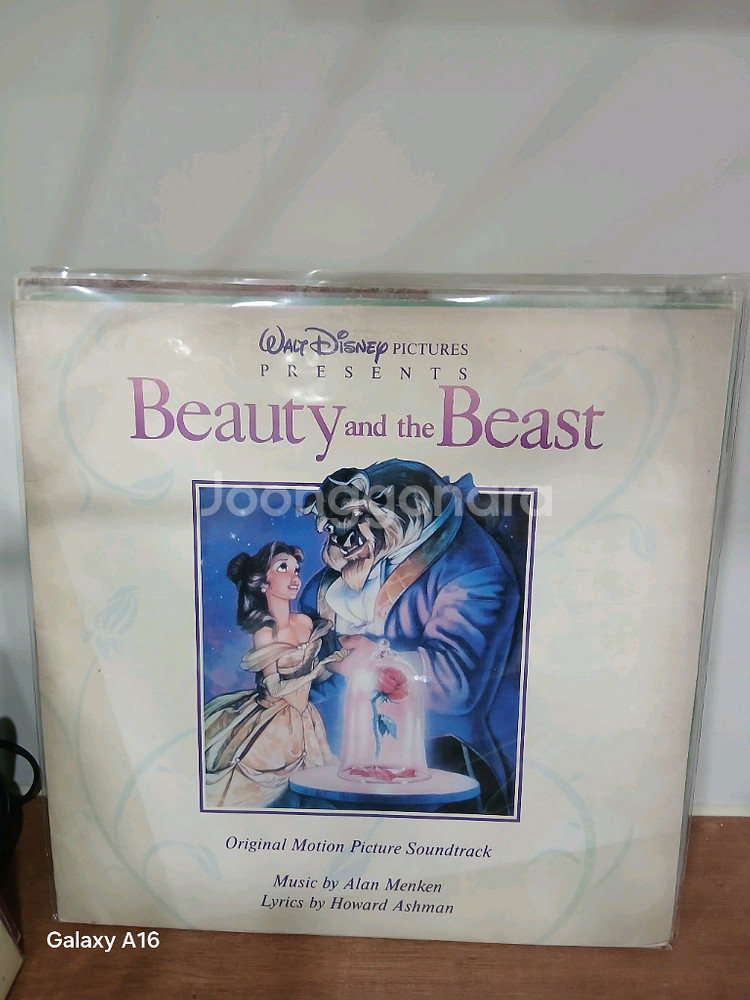 WALT DISNEY PICTURES
PRESENTS
Beauty and the Beast
Joonggonara
Original Motion Picture Soundtrack
Music by Alan Menken
Lyrics by Howard Ashman
Galaxy A16